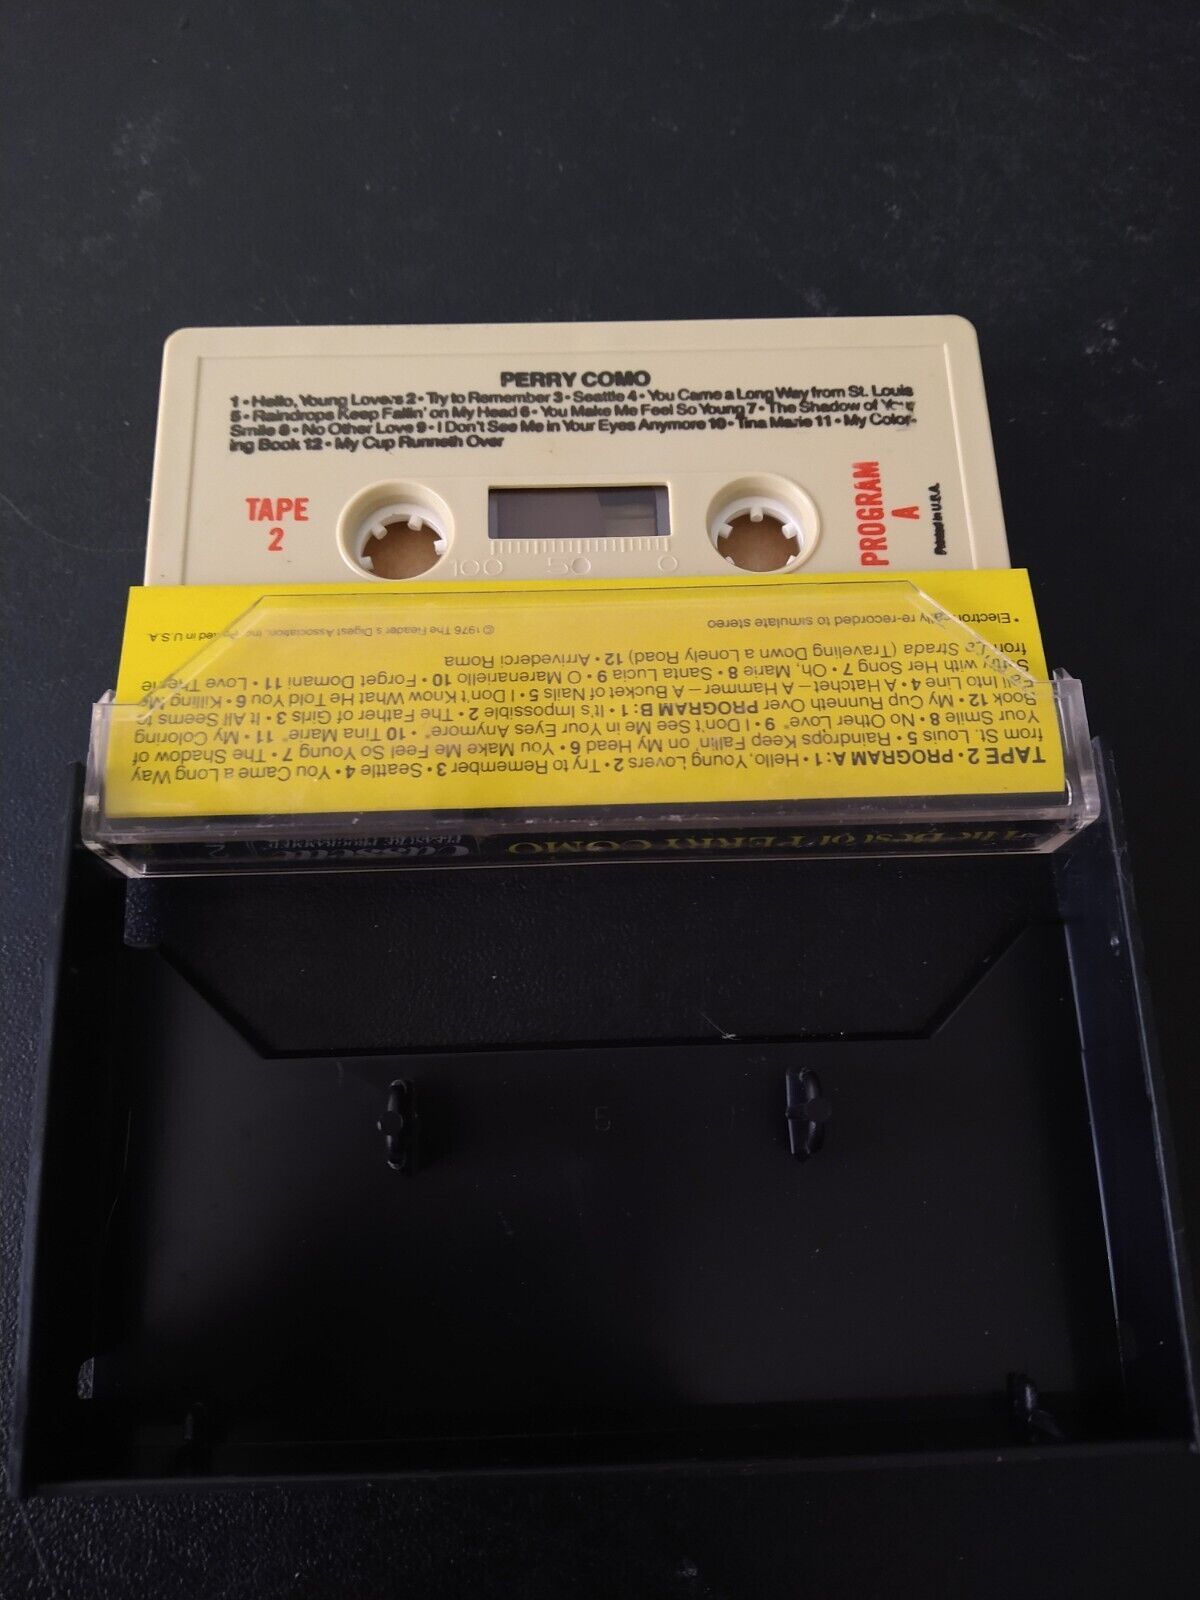 PERRY COMO
1 • Hello, Young Lovers 2 • Try to Remember 3 • Seattle 4 • You Came a Long Way from St. Louis
5 • Raindrops Keep Fallin' on My Head 6 • You Make Me Feel So Young 7 • The Shadow of Your
Smile 8 • No Other Love 9 • I Don't See Me in Your Eyes Anymore 10 • Tina Marie 11 • My Color-
ing Book 12 • My Cup Runneth Over
TAPE
2
PROGRAM
A
Printed in U.S.A.
100 50 0
The Best of PERRY COMO
Cassette
PLEASURE PROGRAMMED
2
TAPE 2 • PROGRAM A: 1 • Hello, Young Lovers 2 • Try to Remember 3 • Seattle 4 • You Came a Long Way
from St. Louis 5 • Raindrops Keep Fallin' on My Head 6 • You Make Me Feel So Young 7 • The Shadow of
Your Smile 8 • No Other Love* 9 • I Don't See Me in Your Eyes Anymore* 10 • Tina Marie* 11 • My Coloring
Book 12 • My Cup Runneth Over PROGRAM B: 1 • It's Impossible 2 • The Father of Girls 3 • It All Seems to
Fall Into Line 4 • A Hatchet – A Hammer – A Bucket of Nails 5 • I Don't Know What He Told You 6 • Killing Me
Softly with Her Song 7 • Oh, Marie 8 • Santa Lucia 9 • O Marenariello 10 • Forget Domani 11 • Love Theme
from La Strada (Traveling Down a Lonely Road) 12 • Arrivederci Roma
* Electronically re-recorded to simulate stereo
©1976 The Reader's Digest Association, Inc. Printed in U.S.A.
5